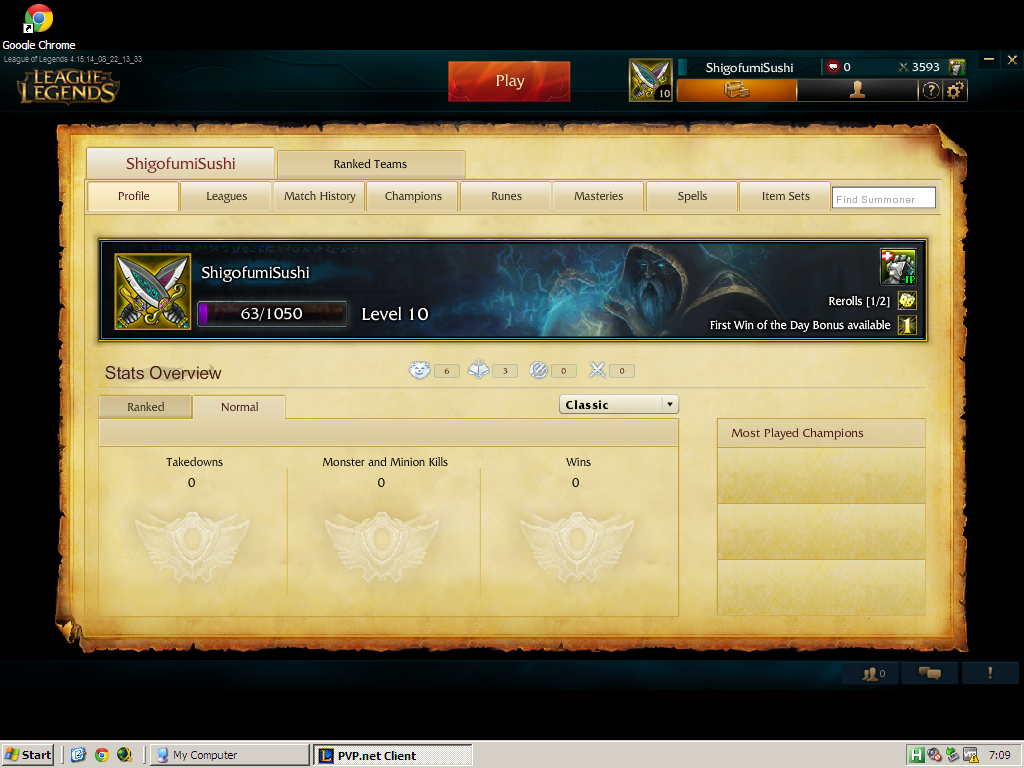 Google Chrome
League of Legends 4.15.14_08_22_13_33
LEAGUE OF LEGENDS
Play
10
ShigofumiSushi
0
3593
?
ShigofumiSushi
Ranked Teams
Profile
Leagues
Match History
Champions
Runes
Masteries
Spells
Item Sets
Find Summoner
ShigofumiSushi
63/1050
Level 10
IP
Rerolls [1/2]
First Win of the Day Bonus available
1
Stats Overview
6
3
0
0
Ranked
Normal
Classic
Most Played Champions
Takedowns
Monster and Minion Kills
Wins
0
0
0
0
!
Start
My Computer
L
PVP.net Client
H
7:09